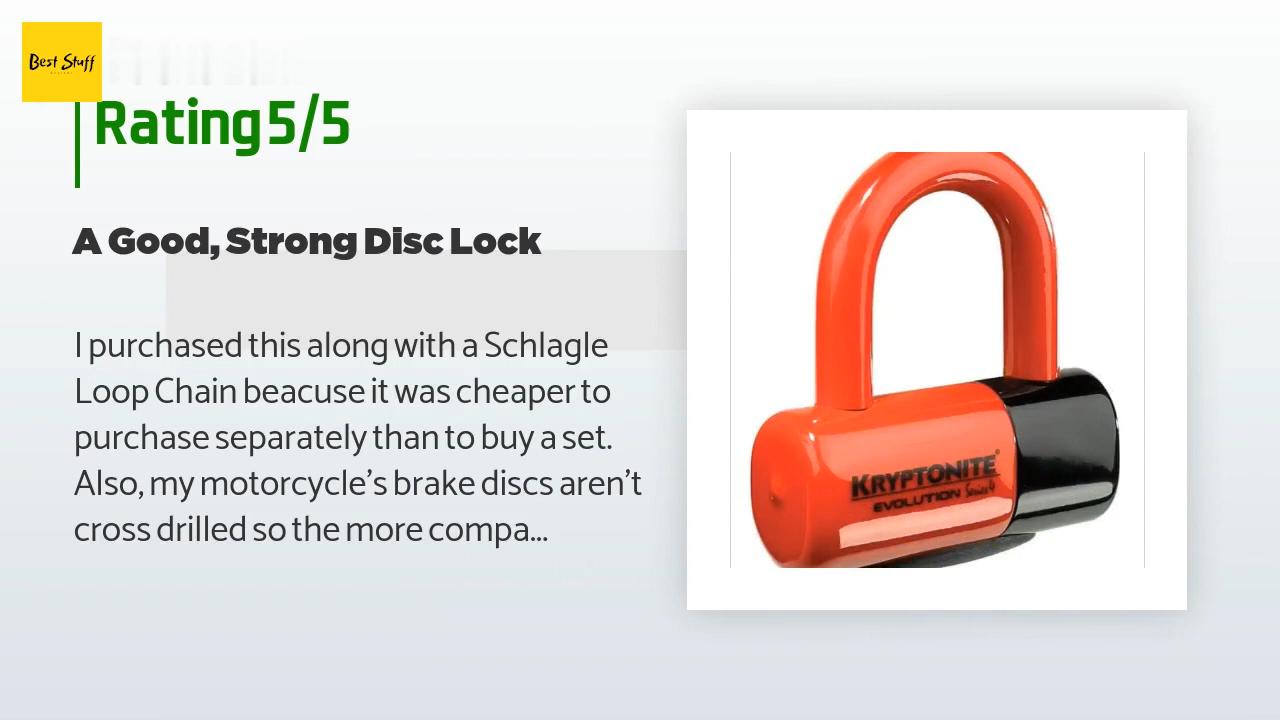 Best Stuff
Rating 5/5
A Good, Strong Disc Lock
I purchased this along with a Schlagle
Loop Chain beacuse it was cheaper to
purchase separately than to buy a set.
Also, my motorcycle's brake discs aren't
cross drilled so the more compa...
KRYPTONITE
EVOLUTION Series 4